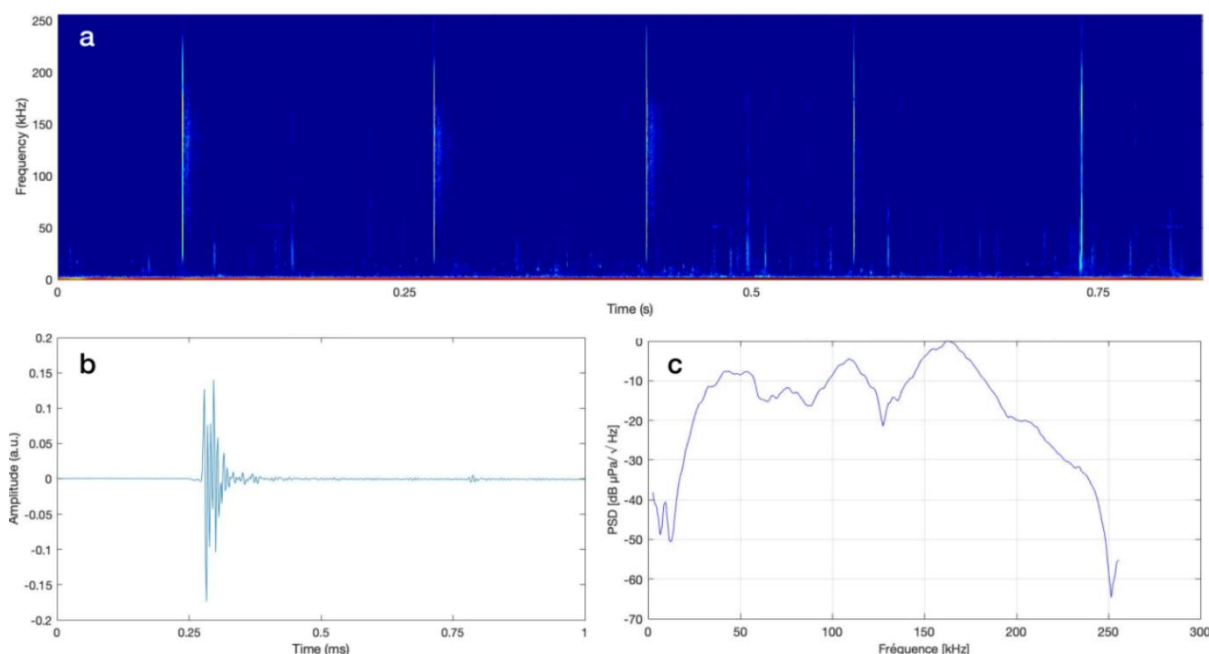 a
Frequency (kHz)
250
200
150
100
50
0
0 0.25 0.5 0.75
Time (s)
b
Amplitude (a.u.)
0.2
0.15
0.1
0.05
0
-0.05
-0.1
-0.15
-0.2
0 0.25 0.5 0.75 1
Time (ms)
c
PSD [dB µPa/ √ Hz]
0
-10
-20
-30
-40
-50
-60
-70
0 50 100 150 200 250 300
Fréquence [kHz]